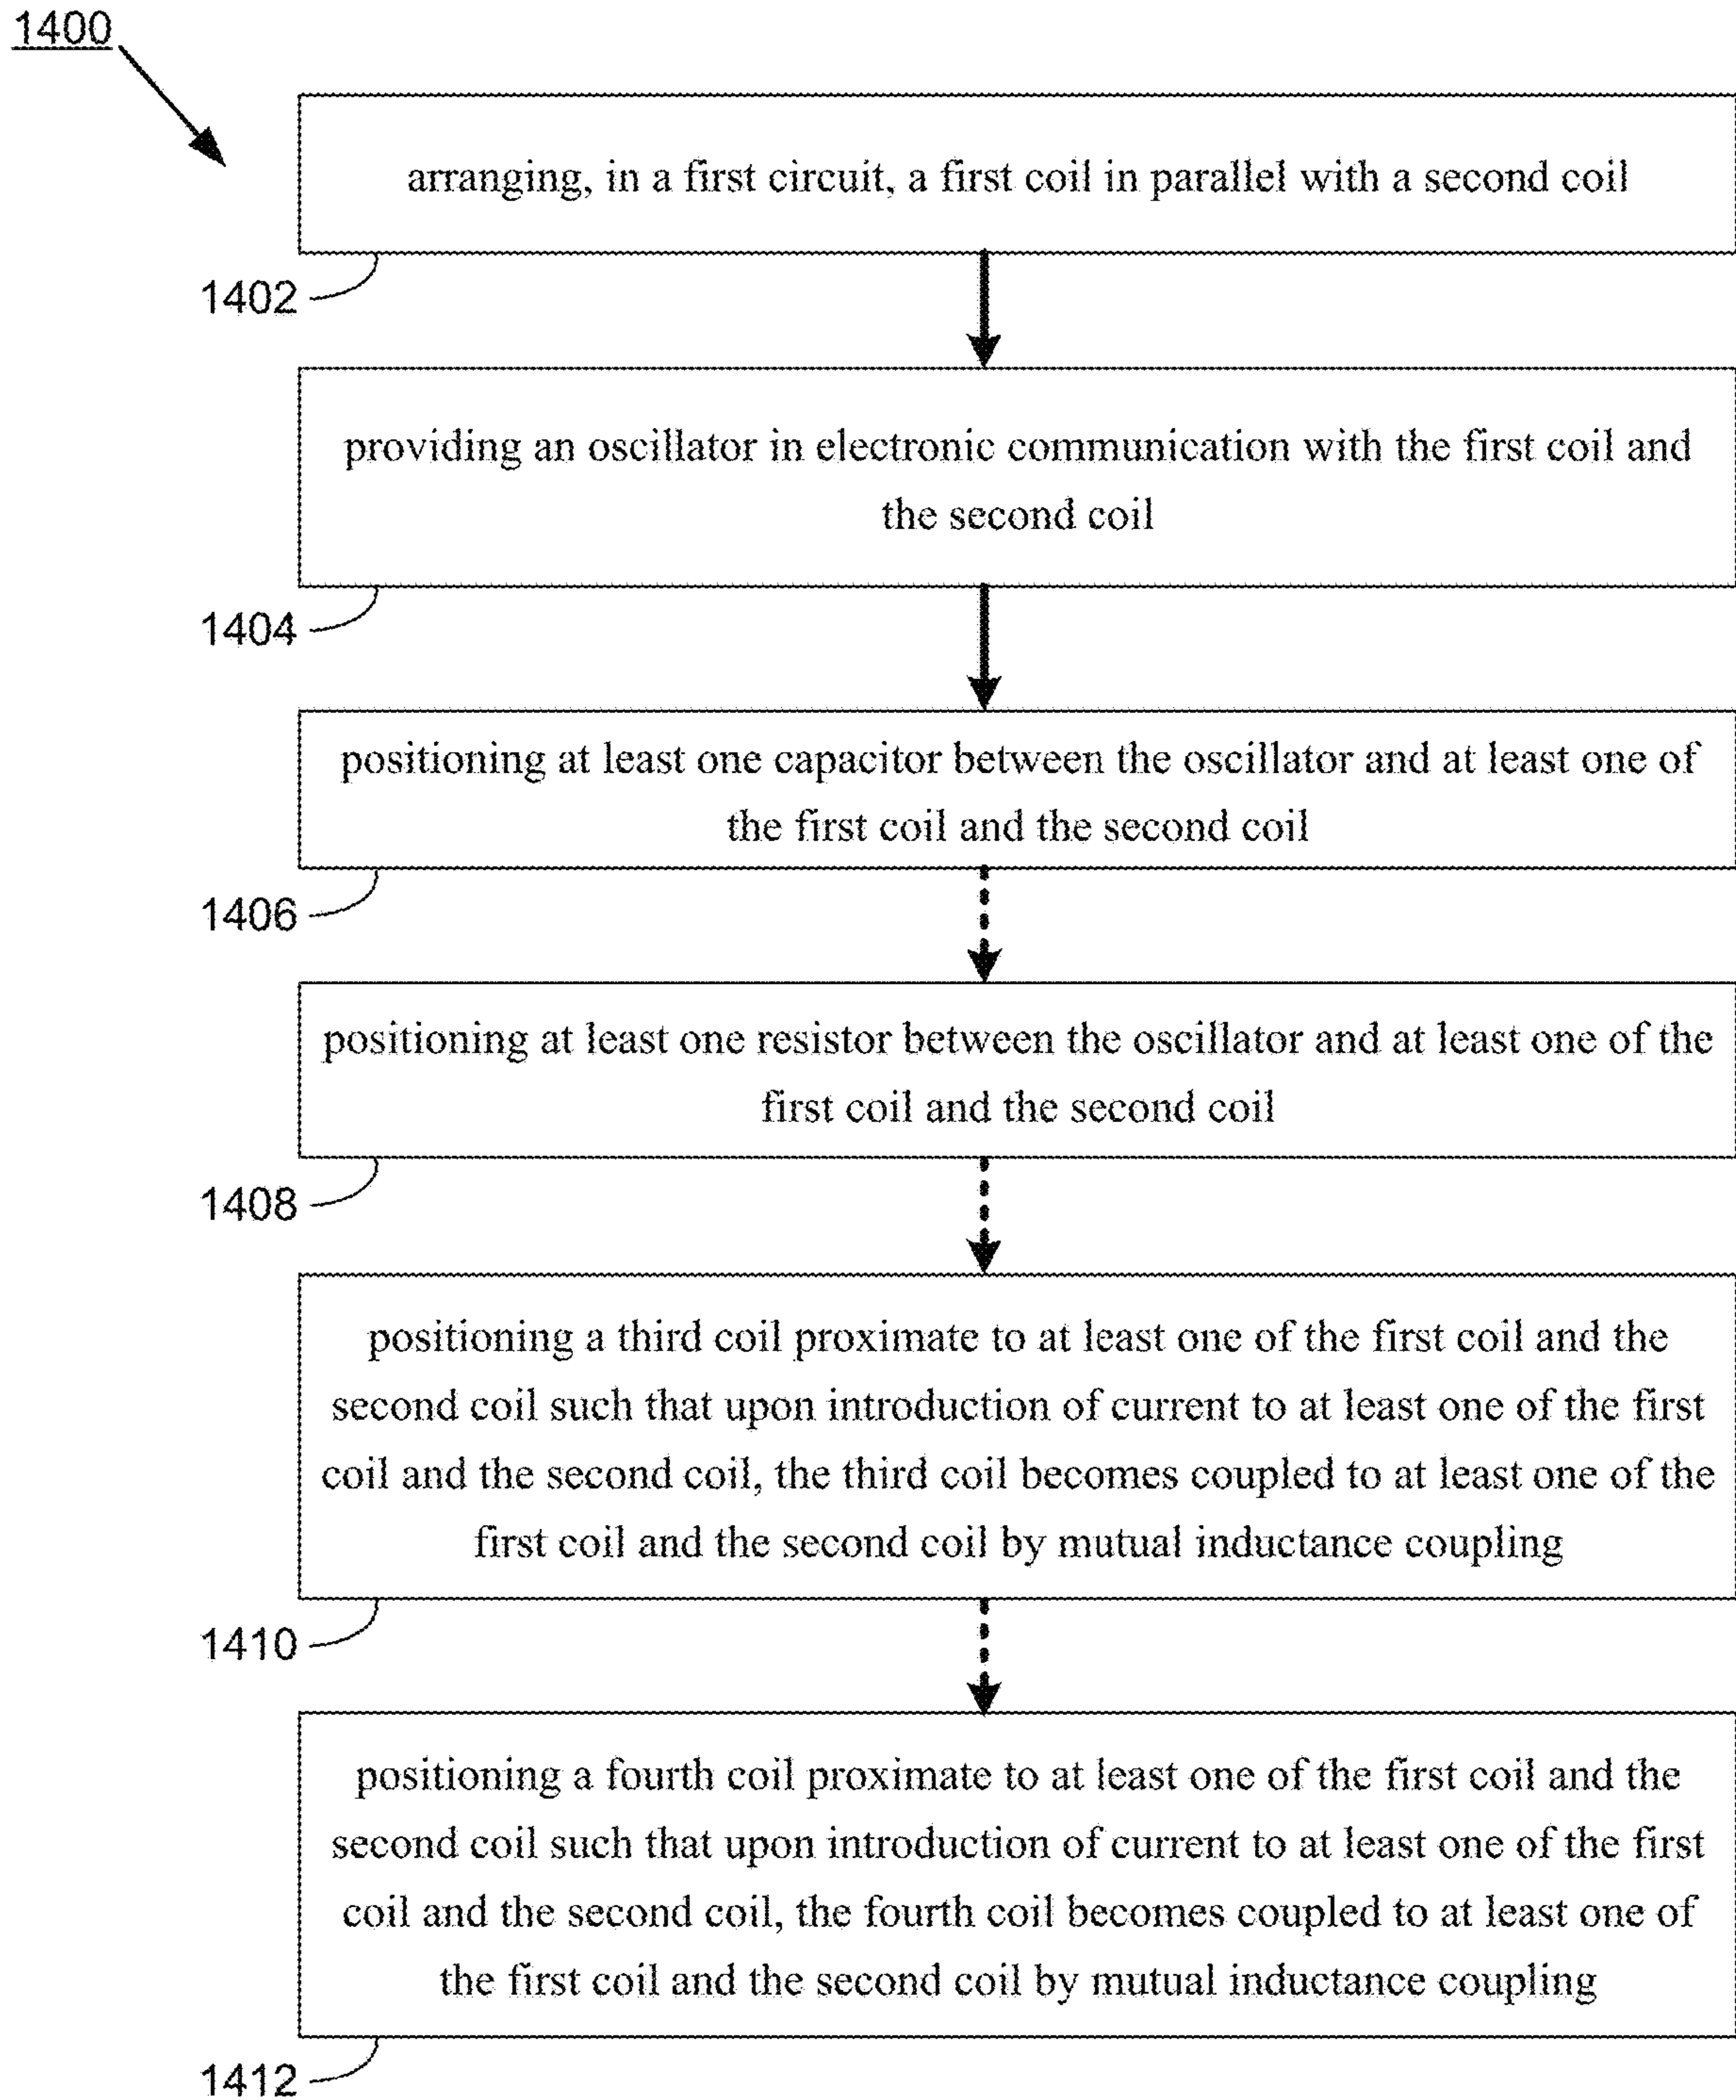 1400
arranging, in a first circuit, a first coil in parallel with a second coil
1402
providing an oscillator in electronic communication with the first coil and
the second coil
1404
positioning at least one capacitor between the oscillator and at least one of
the first coil and the second coil
1406
positioning at least one resistor between the oscillator and at least one of the
first coil and the second coil
1408
positioning a third coil proximate to at least one of the first coil and the
second coil such that upon introduction of current to at least one of the first
coil and the second coil, the third coil becomes coupled to at least one of the
first coil and the second coil by mutual inductance coupling
1410
positioning a fourth coil proximate to at least one of the first coil and the
second coil such that upon introduction of current to at least one of the first
coil and the second coil, the fourth coil becomes coupled to at least one of
the first coil and the second coil by mutual inductance coupling
1412